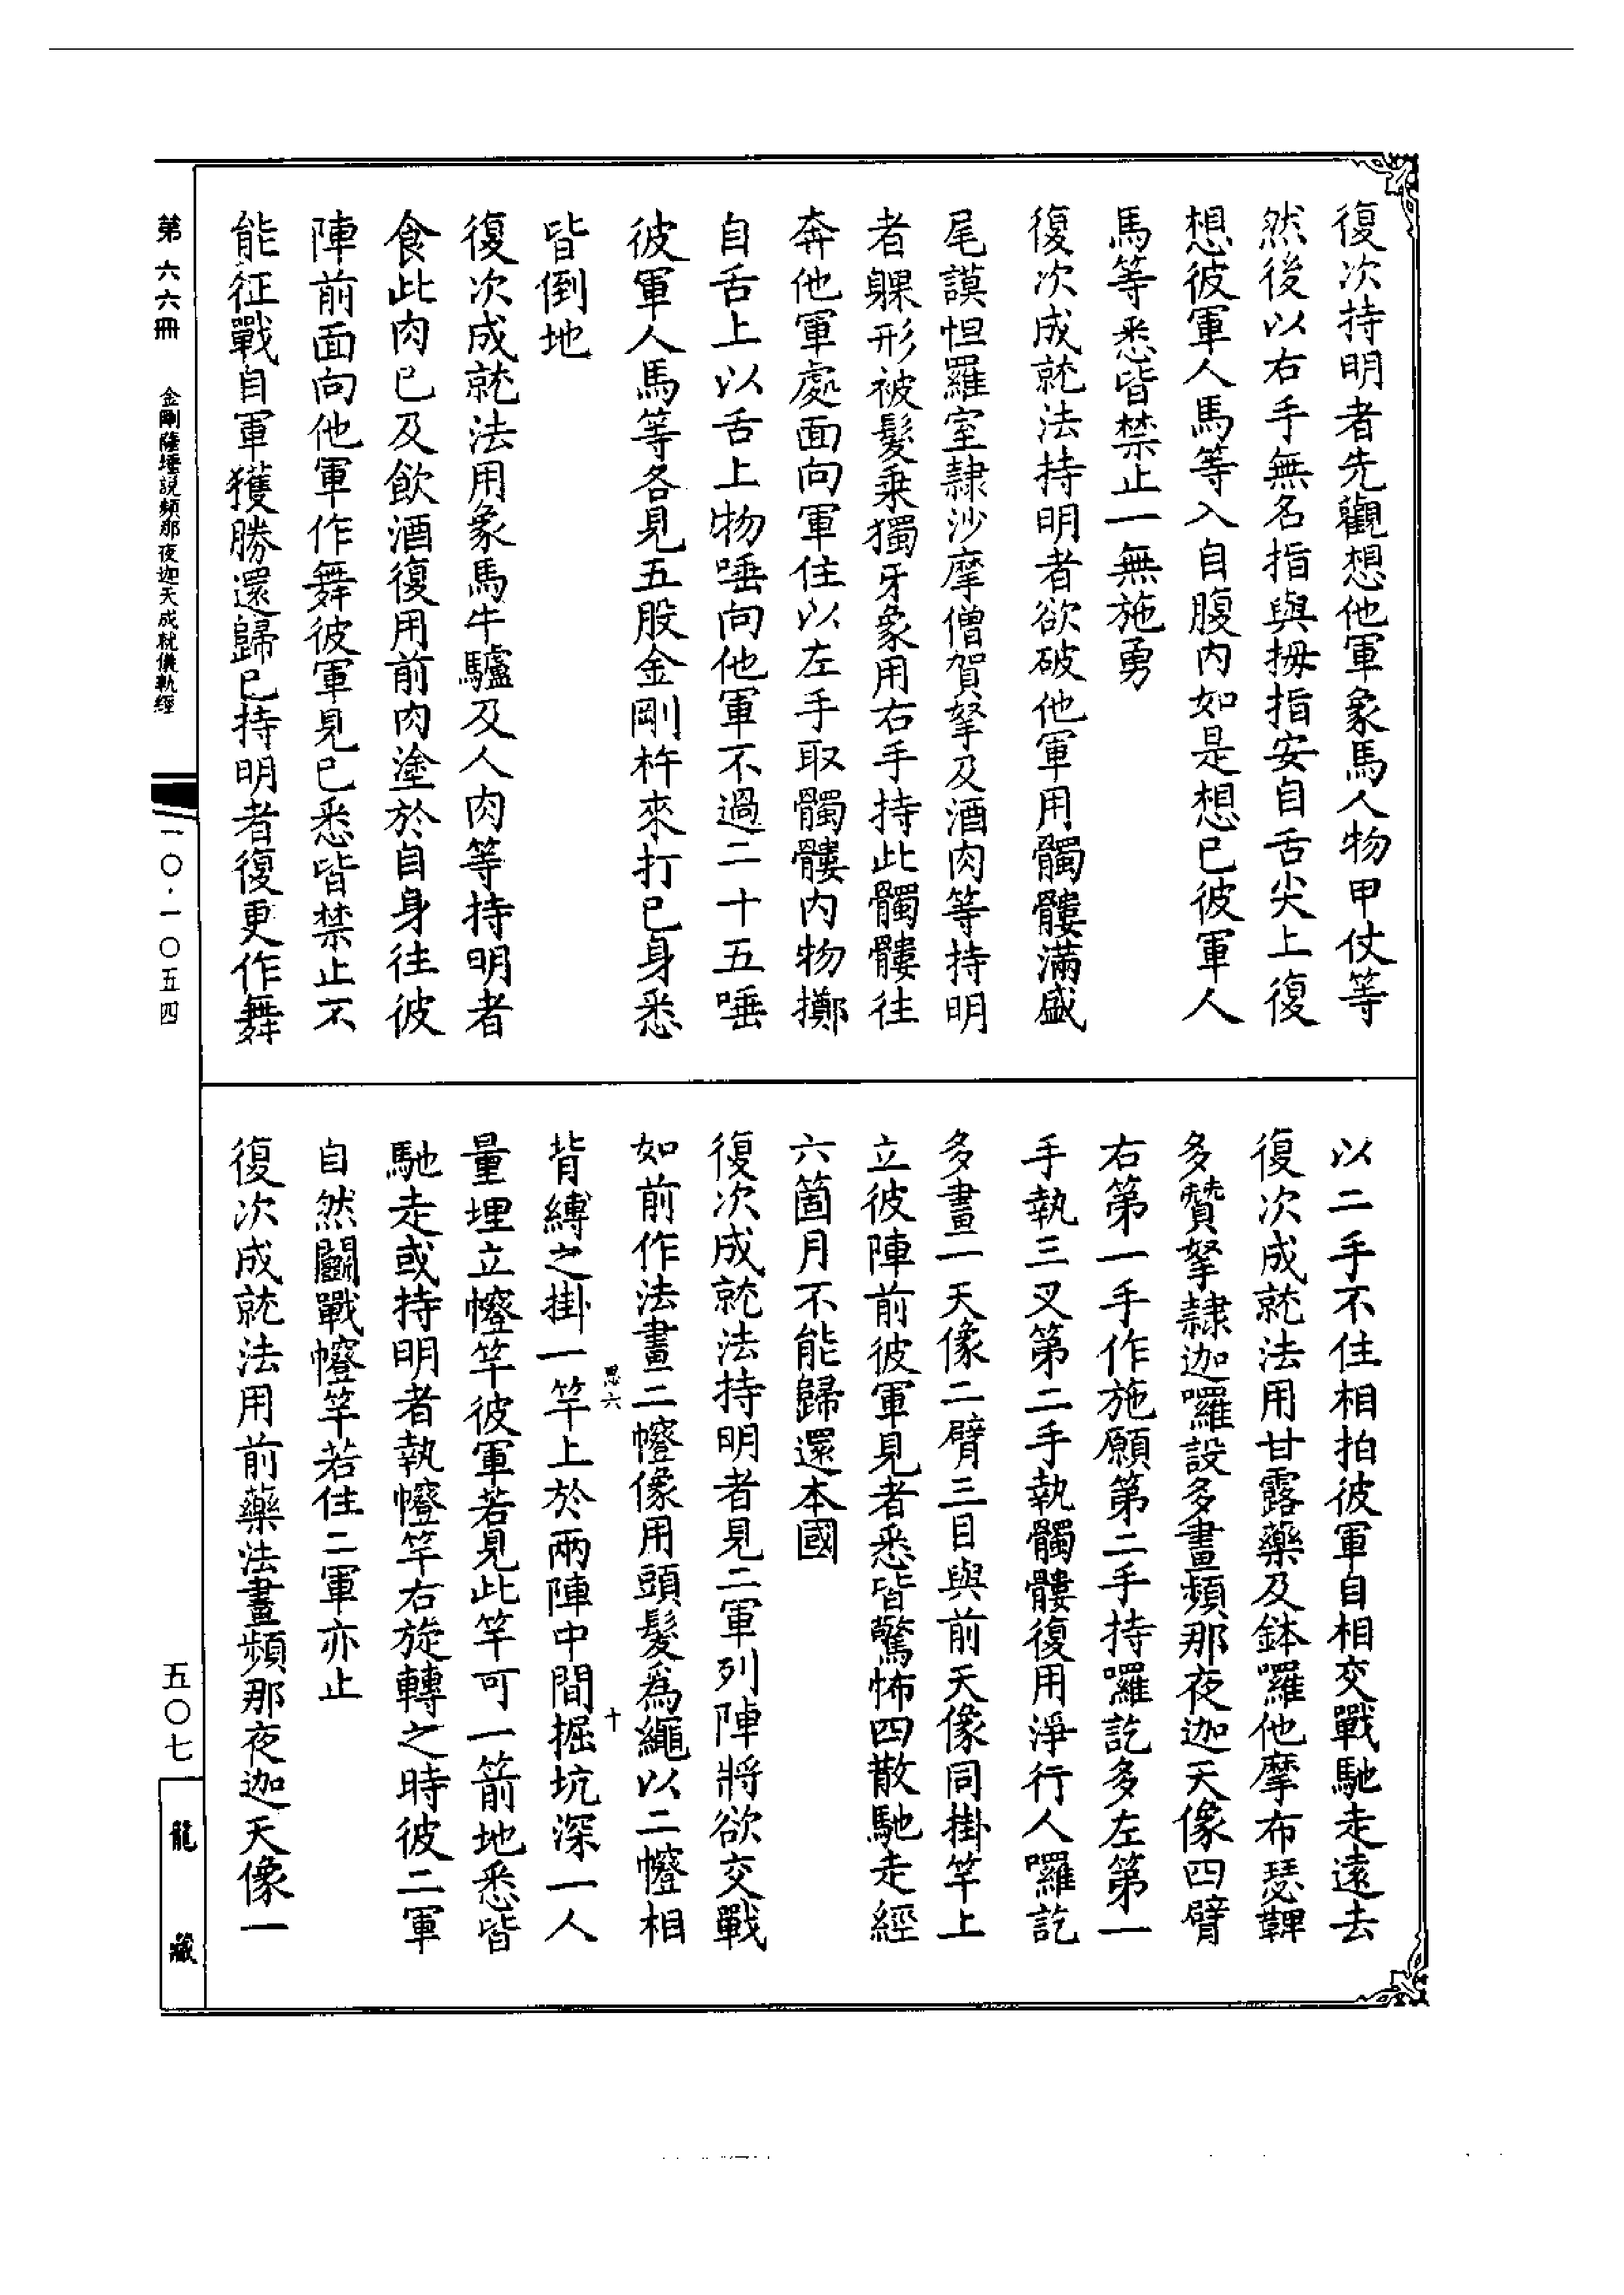 復次持明者先觀想他軍象馬人物甲仗等
然後以右手無名指與拇指安自舌尖上復
想彼軍人馬等入自腹內如是想已彼軍人
馬等悉皆禁止一無施勇
復次成就法持明者欲破他軍用髑髏滿盛
尾謨怛羅室隷沙摩僧賀拏及酒肉等持明
者躶形被髮乗獨牙象用右手持此髑髏往
奔他軍處面向軍住以左手取髑髏內物擲
自舌上以舌上物唾向他軍不過二十五唾
彼軍人馬等各見五股金剛杵來打已身悉
皆倒地
復次成就法用象馬牛驢及人肉等持明者
食此肉已及飲酒復用前肉塗於自身往彼
陣前面向他軍作舞彼軍見已悉皆禁止不
能征戰自軍獲勝還歸已持明者復更作舞
以二手不住相拍彼軍自相交戰馳走遠去
復次成就法用甘露藥及鉢囉他摩布瑟鞞
多贊拏隷迦囉設多畫頻那夜迦天像四臂
右第一手作施願第二手持囉訖多左第一
手執三叉第二手執髑髏復用淨行人囉訖
多畫一天像二臂三目與前天像同掛竿上
立彼陣前彼軍見者悉皆驚怖四散馳走經
六箇月不能歸還本國
復次成就法持明者見二軍列陣將欲交戰
如前作法畫二㡧像用頭髮爲繩以二㡧相
思六
十
背縛之掛一竿上於兩陣中間掘坑深一人
量埋立㡧竿彼軍若見此竿可一箭地悉皆
馳走或持明者執㡧竿右旋轉之時彼二軍
自然鬭戰㡧竿若住二軍亦止
復次成就法用前藥法畫頻那夜迦天像一
第六六冊
金剛薩埵說頻那夜迦天成就儀軌經
一〇·一〇五四
五〇七
龍藏